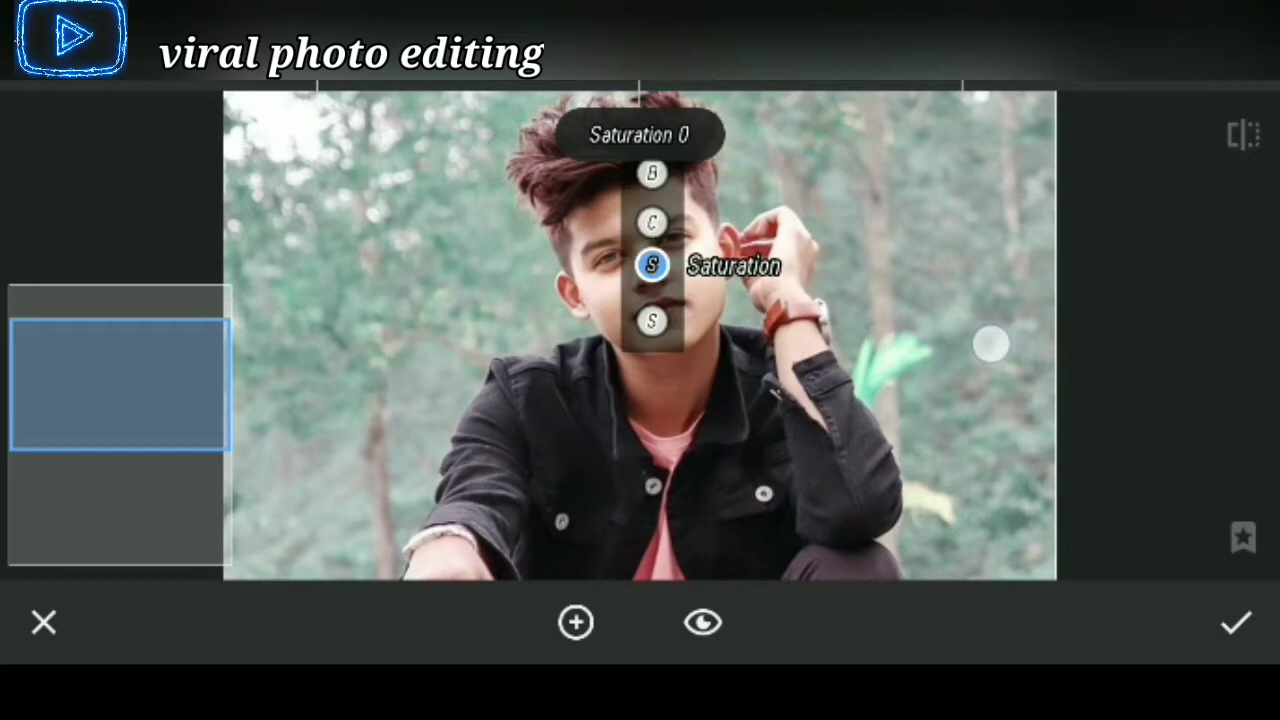 viral photo editing
Saturation 0
B
C
S Saturation
S